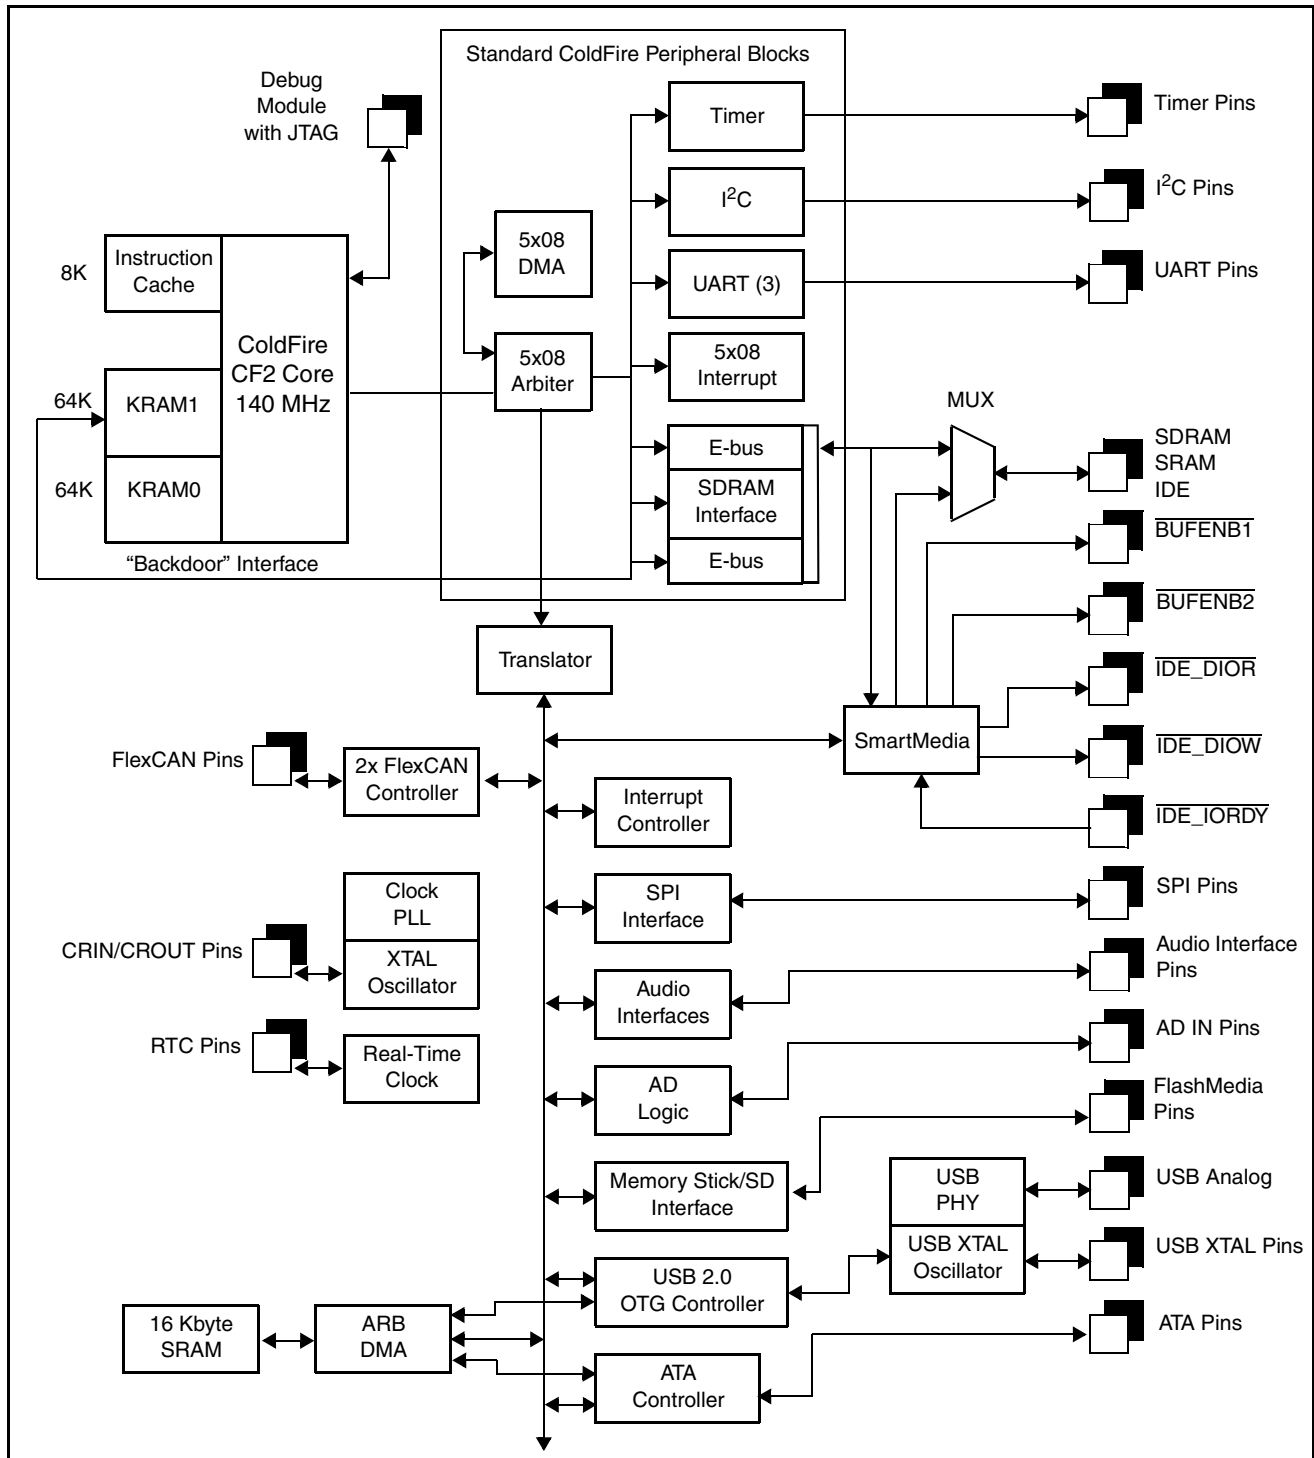 Standard ColdFire Peripheral Blocks
Debug
Module
with JTAG
Timer
Timer Pins
I²C
I²C Pins
5x08
DMA
UART (3)
UART Pins
8K
Instruction
Cache
ColdFire
CF2 Core
140 MHz
5x08
Arbiter
5x08
Interrupt
64K
KRAM1
64K
KRAM0
"Backdoor" Interface
E-bus
SDRAM
Interface
E-bus
MUX
SDRAM
SRAM
IDE
BUFENB1
BUFENB2
IDE_DIOR
IDE_DIOW
IDE_IORDY
Translator
SmartMedia
FlexCAN Pins
2x FlexCAN
Controller
Interrupt
Controller
Clock
PLL
XTAL
Oscillator
CRIN/CROUT Pins
SPI
Interface
SPI Pins
Audio
Interfaces
Audio Interface
Pins
RTC Pins
Real-Time
Clock
AD
Logic
AD IN Pins
Memory Stick/SD
Interface
FlashMedia
Pins
USB
PHY
USB XTAL
Oscillator
USB Analog
USB XTAL Pins
USB 2.0
OTG Controller
16 Kbyte
SRAM
ARB
DMA
ATA
Controller
ATA Pins